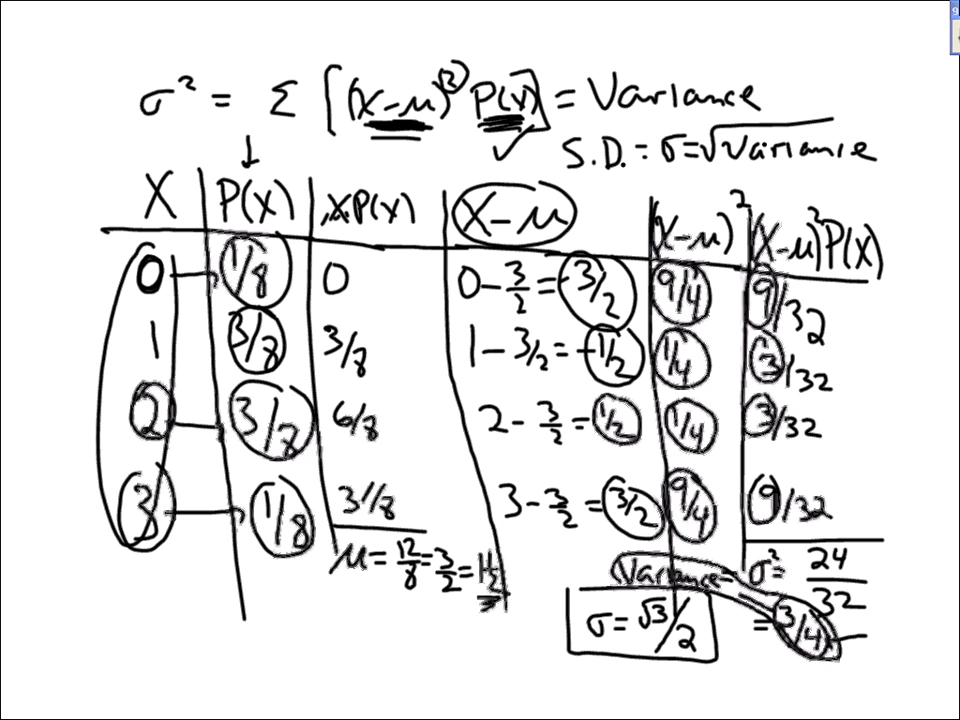 σ² = Σ [(X-μ)² P(X)] = Variance
S.D. = σ = √Variance
X P(X) X P(X) X-μ (X-μ)² (X-μ)² P(X)
0 1/8 0 0 - 3/2 = -3/2 9/4 9/32
1 3/8 3/8 1 - 3/2 = -1/2 1/4 3/32
2 3/8 6/8 2 - 3/2 = 1/2 1/4 3/32
3 1/8 3/8 3 - 3/2 = 3/2 9/4 9/32
μ = 12/8 = 3/2 = 1 1/2 Variance = σ² = 24/32
σ = √3/2 = 3/4